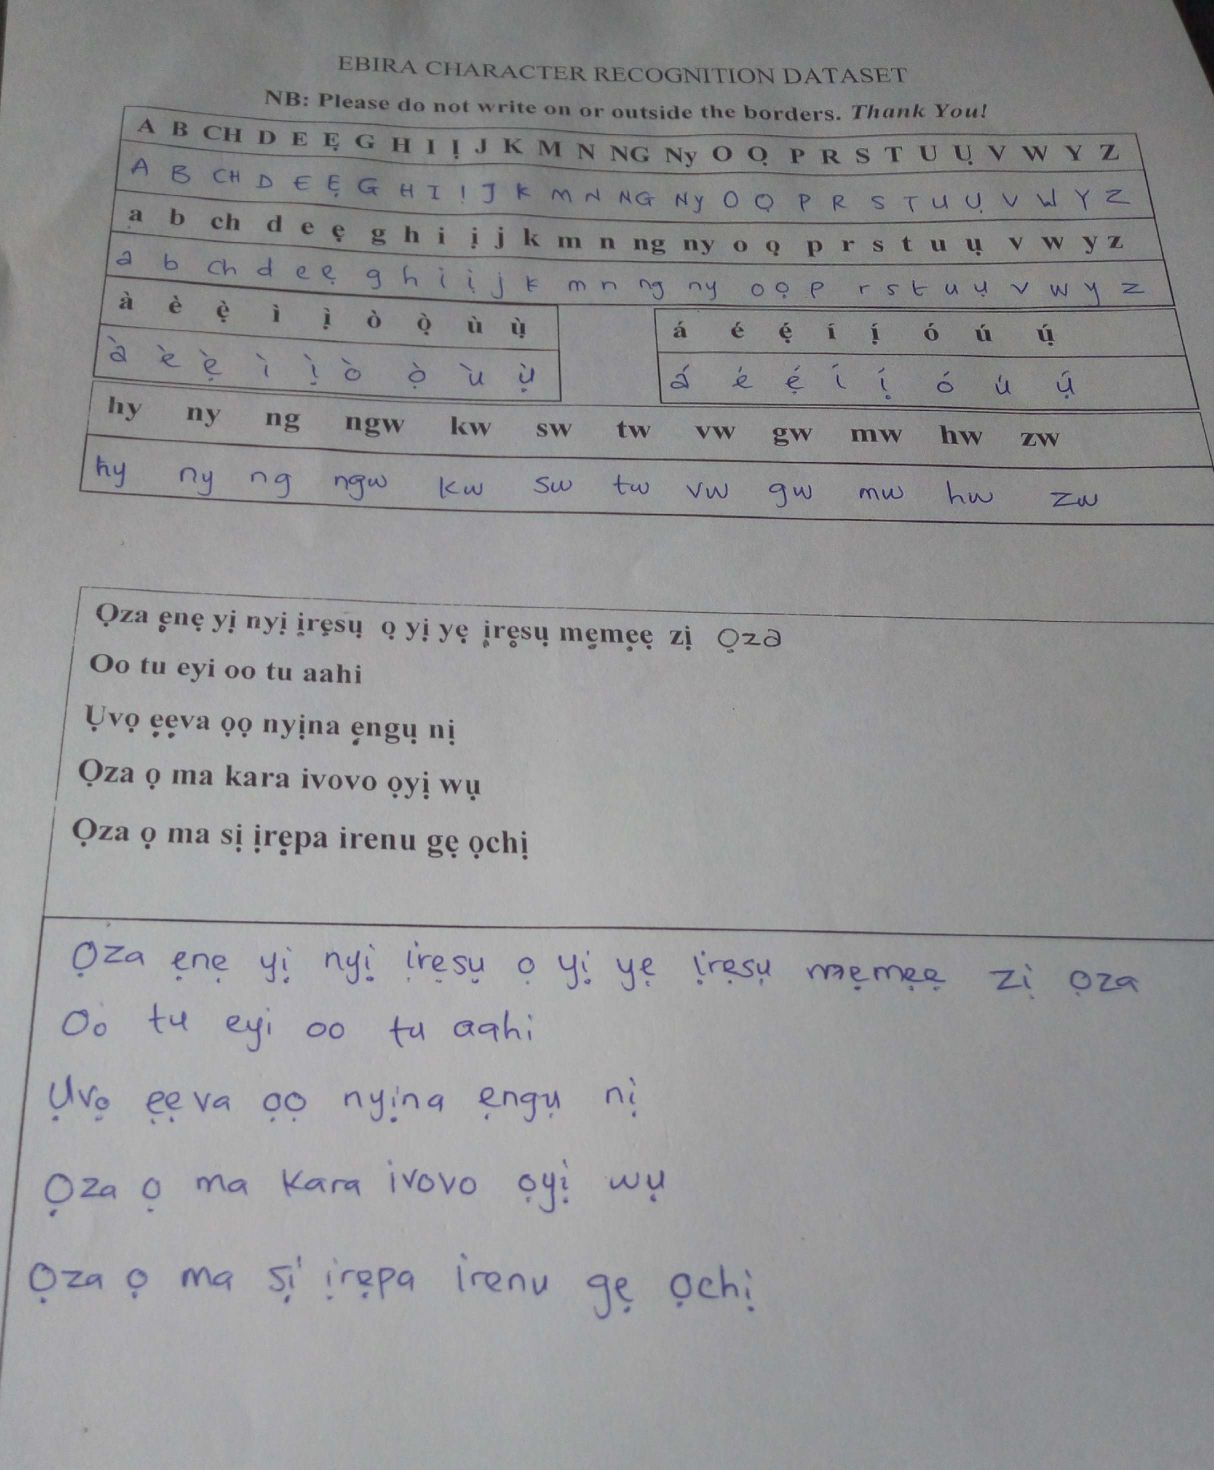 EBIRA CHARACTER RECOGNITION DATASET
NB: Please do not write on or outside the borders. Thank You!
A B CH D E Ẹ G H I Ị J K M N NG Ny O Ọ P R S T U Ụ V W Y Z
A B CH D E Ẹ G H I Ị J K M N NG Ny O Ọ P R S T U Ụ V W Y Z
a b ch d e ẹ g h i ị j k m n ng ny o ọ p r s t u ụ v w y z
a b ch d e ẹ g h i ị j k m n ng ny o ọ p r s t u ụ v w y z
à è ẹ̀ ì ị̀ ò ọ̀ ù ụ̀ á é ẹ́ í ị́ ó ú ụ́
à è ẹ̀ ì ị̀ ò ọ̀ ù ụ̀ á é ẹ́ í ị́ ó ú ụ́
hy ny ng ngw kw sw tw vw gw mw hw zw
hy ny ng ngw kw sw tw vw gw mw hw zw
Ọza ẹnẹ yị nyị ịrẹsụ ọ yị yẹ ịrẹsụ mẹmẹẹ zị Ọza
Oo tu eyi oo tu aahi
Ụvọ ẹẹva ọọ nyịna ẹngụ nị
Ọza ọ ma kara ivovo ọyị wụ
Ọza ọ ma sị ịrẹpa irenu gẹ ọchị
Ọza ẹnẹ yị nyị ịrẹsụ ọ yị yẹ ịrẹsụ mẹmẹẹ zị ọza
Oo tu eyi oo tu aahi
Ụvọ ẹẹva ọọ nyịna ẹngụ nị
Ọza ọ ma kara ivovo ọyị wụ
Ọza ọ ma sị ịrẹpa irenu gẹ ọchị